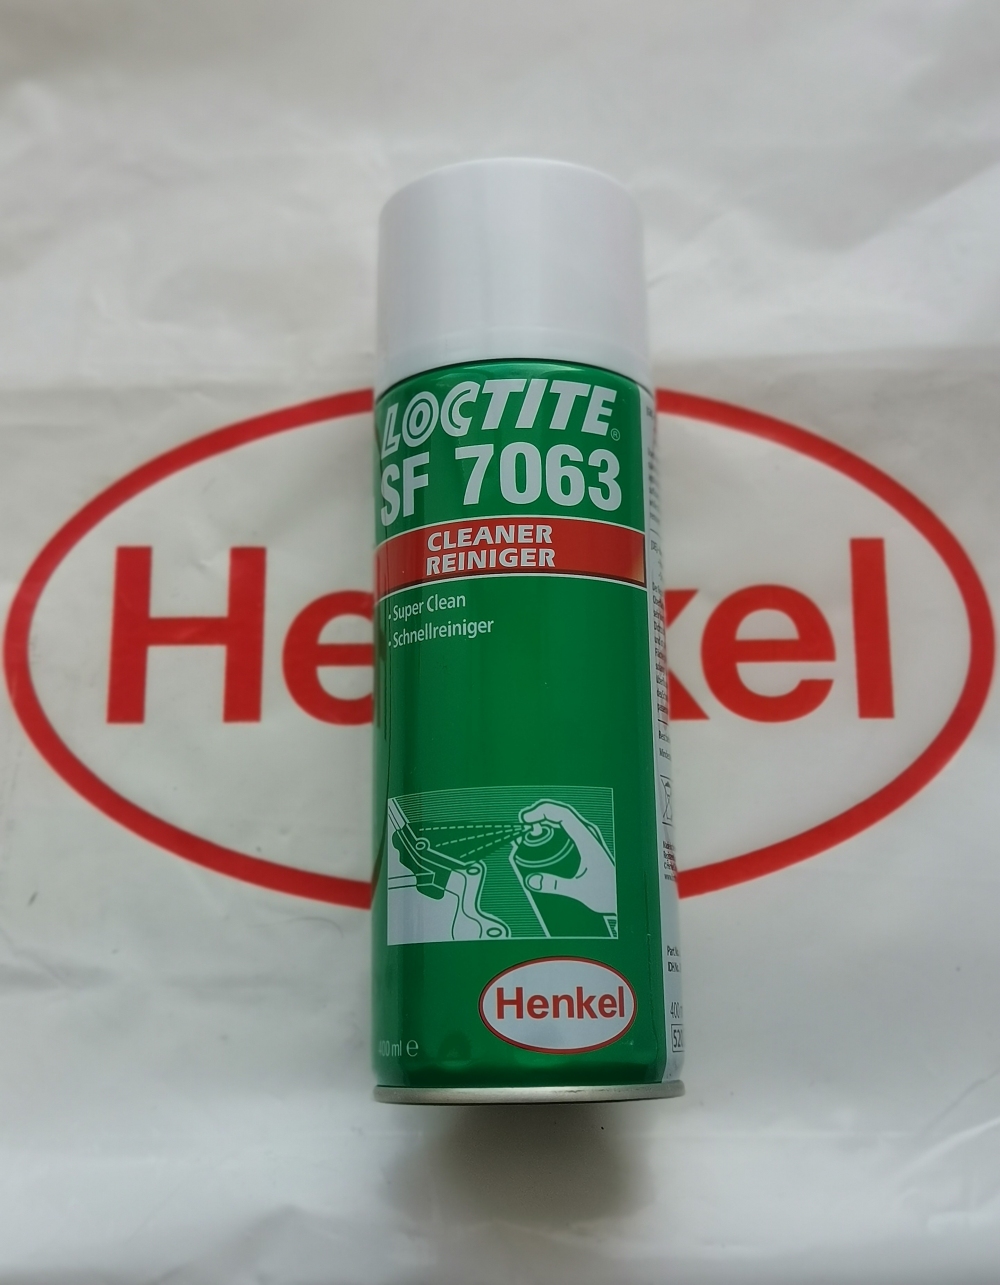 LOCTITE®
SF 7063
CLEANER
REINIGER
· Super Clean
· Schnellreiniger
Henkel
400 ml ℮
Henkel